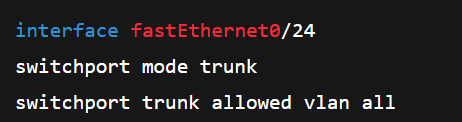 interface fastEthernet0/24
switchport mode trunk
switchport trunk allowed vlan all